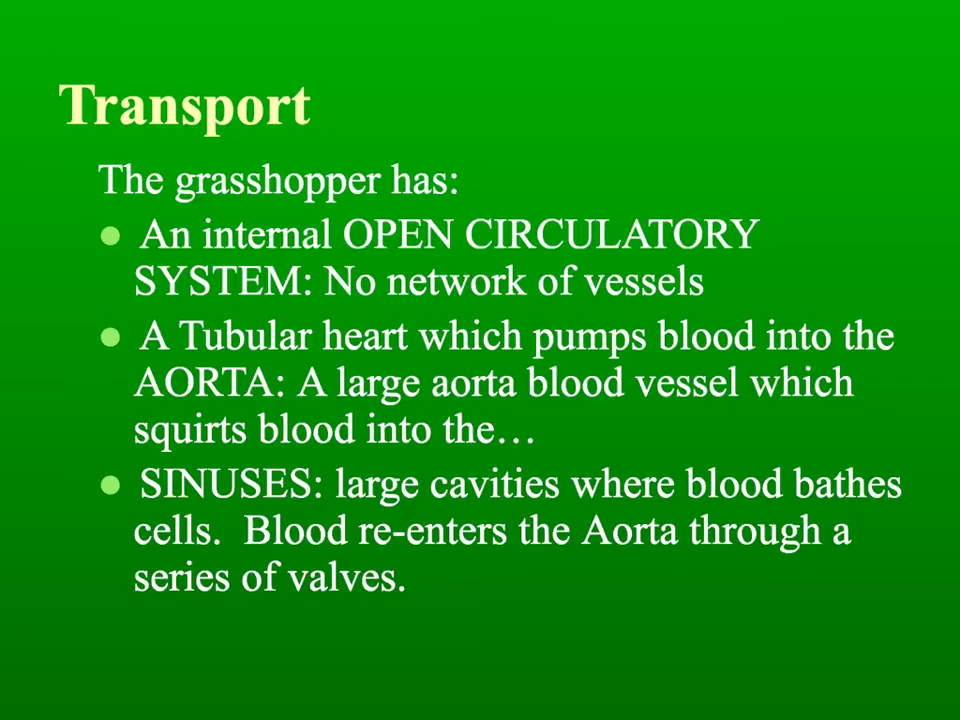 Transport
The grasshopper has:
● An internal OPEN CIRCULATORY
SYSTEM: No network of vessels
● A Tubular heart which pumps blood into the
AORTA: A large aorta blood vessel which
squirts blood into the…
● SINUSES: large cavities where blood bathes
cells.  Blood re-enters the Aorta through a
series of valves.